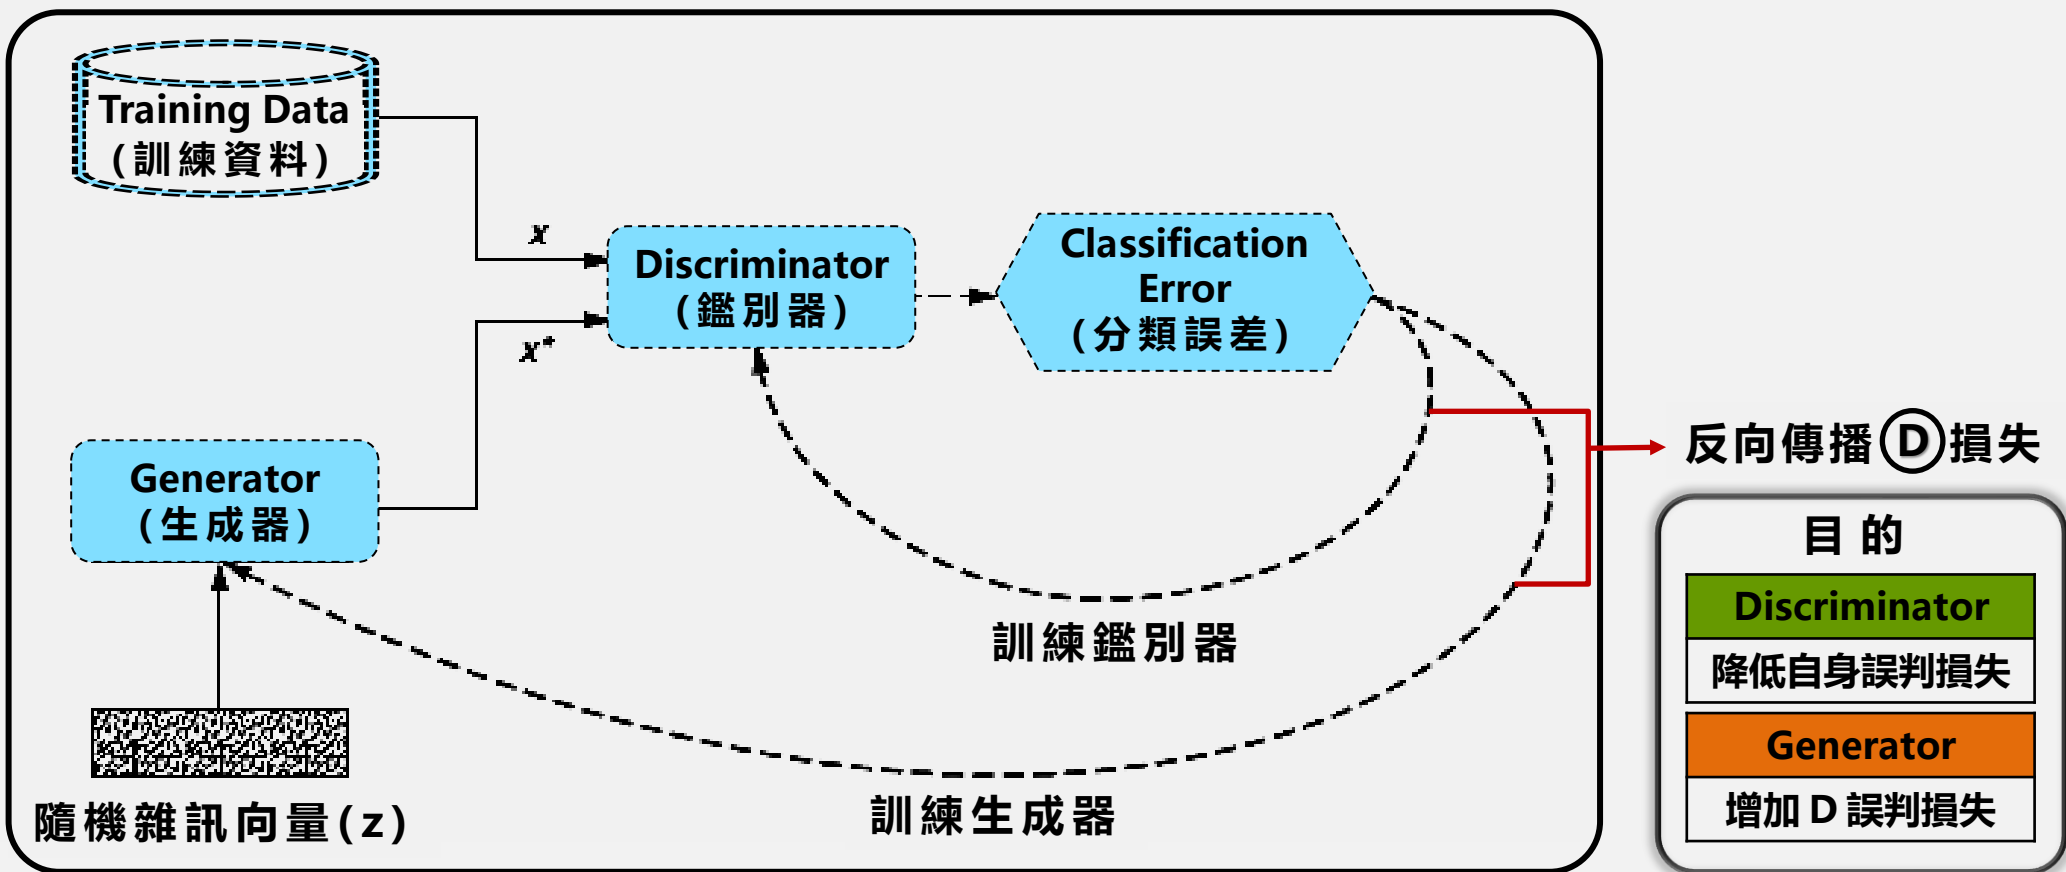 Training Data
(訓練資料)
x
Discriminator
(鑑別器)
Classification
Error
(分類誤差)
x*
Generator
(生成器)
隨機雜訊向量(z)
訓練鑑別器
訓練生成器
反向傳播 D 損失
目的
Discriminator
降低自身誤判損失
Generator
增加 D 誤判損失